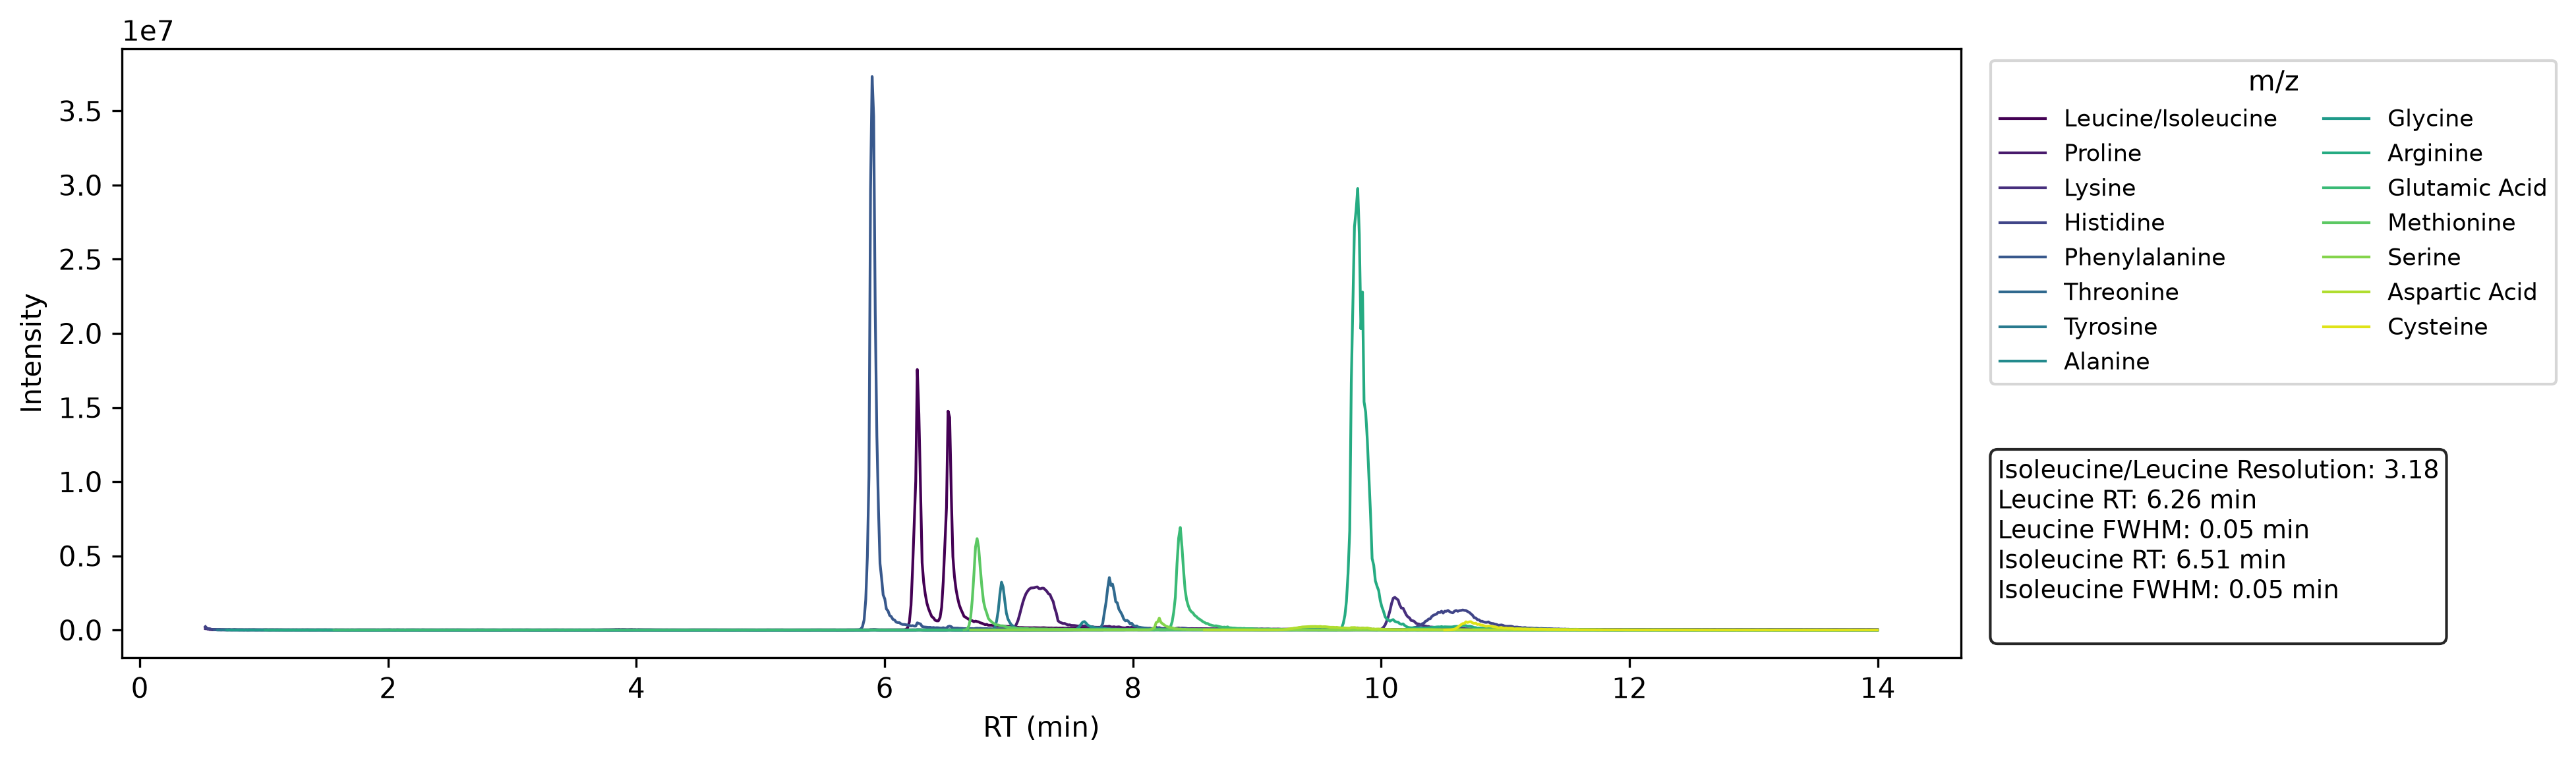 1e7
3.5
3.0
2.5
2.0
1.5
1.0
0.5
0.0
Intensity
0 2 4 6 8 10 12 14
RT (min)
m/z
Leucine/Isoleucine
Proline
Lysine
Histidine
Phenylalanine
Threonine
Tyrosine
Alanine
Glycine
Arginine
Glutamic Acid
Methionine
Serine
Aspartic Acid
Cysteine
Isoleucine/Leucine Resolution: 3.18
Leucine RT: 6.26 min
Leucine FWHM: 0.05 min
Isoleucine RT: 6.51 min
Isoleucine FWHM: 0.05 min